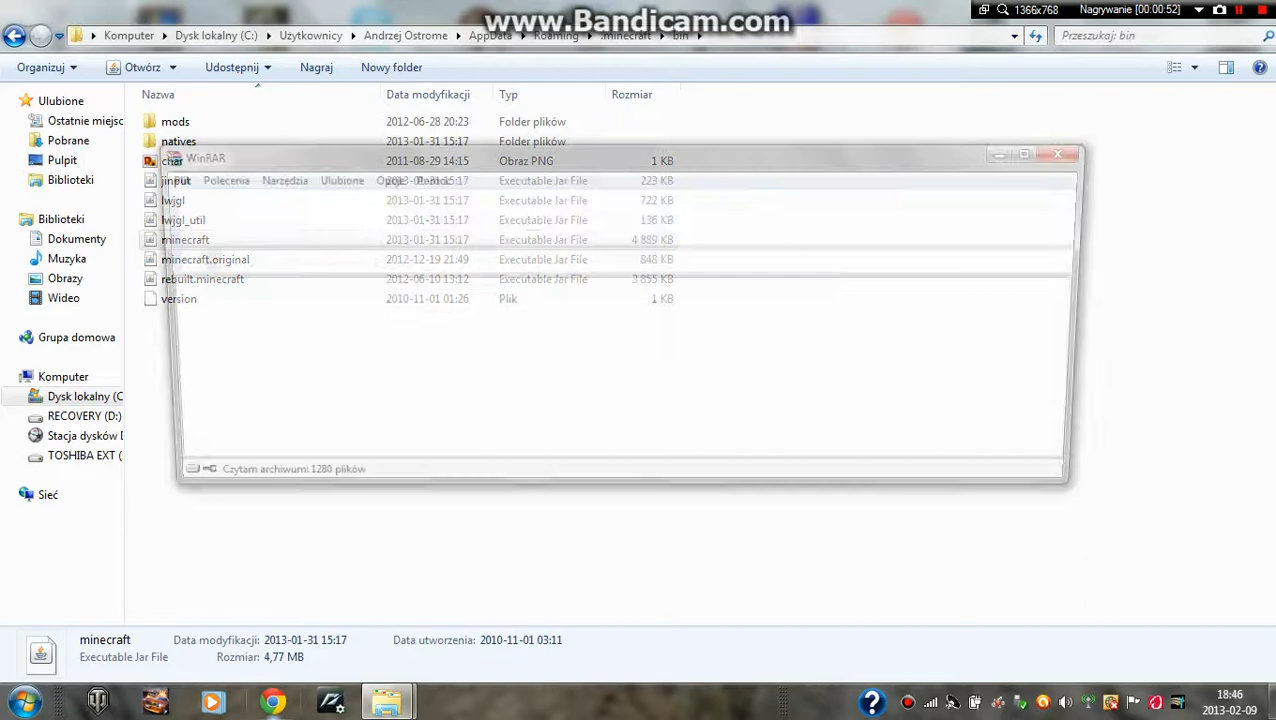 www.Bandicam.com
1366x768 Nagrywanie [00:00:52]
Komputer Dysk lokalny (C:) Użytkownicy Andrzej Ostrome AppData Roaming .minecraft bin
Przeszukaj: bin
Organizuj Otwórz Udostępnij Nagraj Nowy folder
Nazwa Data modyfikacji Typ Rozmiar
Ulubione
Ostatnie miejsc
Pobrane
Pulpit
Biblioteki
Biblioteki
Dokumenty
Muzyka
Obrazy
Wideo
Grupa domowa
Komputer
Dysk lokalny (C
RECOVERY (D:)
Stacja dysków D
TOSHIBA EXT (
Sieć
mods 2012-06-28 20:23 Folder plików
natives 2013-01-31 15:17 Folder plików
char 2011-08-29 14:15 Obraz PNG 1 KB
jinput 2013-01-31 15:17 Executable Jar File 223 KB
lwjgl 2013-01-31 15:17 Executable Jar File 722 KB
lwjgl_util 2013-01-31 15:17 Executable Jar File 136 KB
minecraft 2013-01-31 15:17 Executable Jar File 4 889 KB
minecraft.original 2012-12-19 21:49 Executable Jar File 848 KB
rebuilt.minecraft 2012-06-10 13:12 Executable Jar File 3 855 KB
version 2010-11-01 01:26 Plik 1 KB
WinRAR
Polecenia Narzędzia Ulubione Opcje Pomoc
Czytam archiwum: 1280 plików
minecraft Data modyfikacji: 2013-01-31 15:17 Data utworzenia: 2010-11-01 03:11
Executable Jar File Rozmiar: 4,77 MB
18:46
2013-02-09